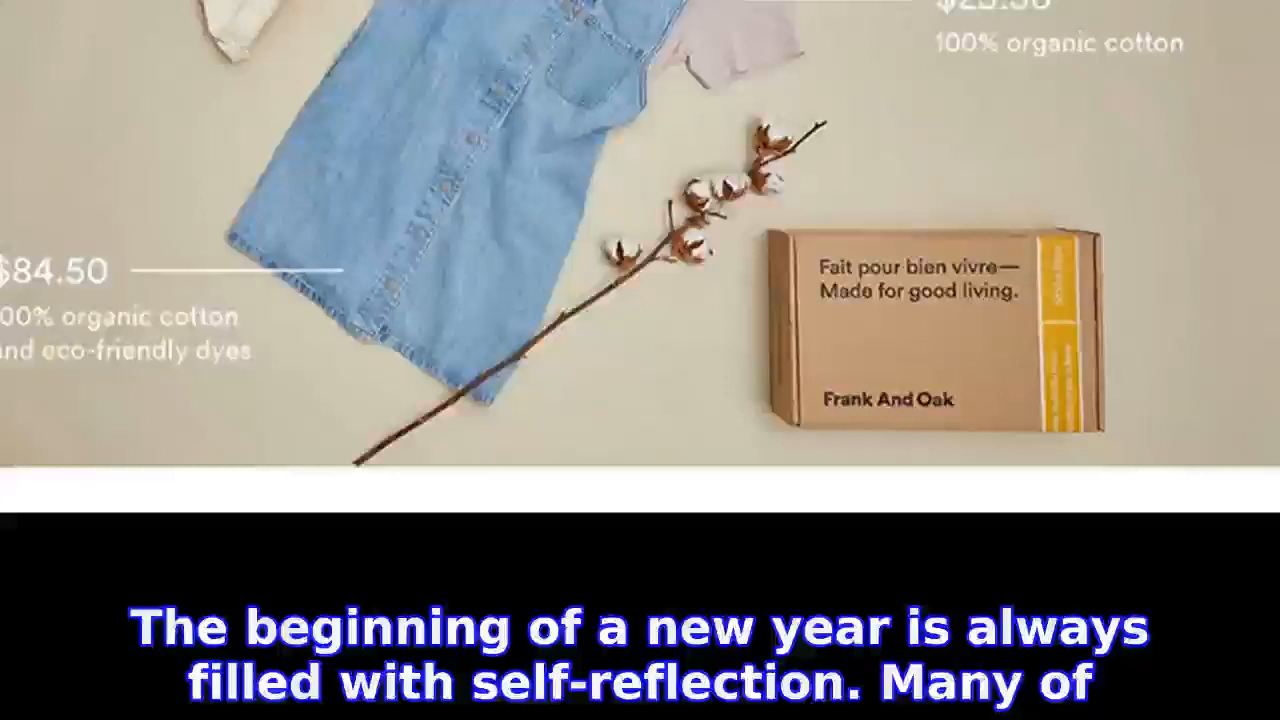 100% organic cotton
Fait pour bien vivre—
Made for good living.
$84.50
00% organic cotton
nd eco-friendly dyes
Frank And Oak
The beginning of a new year is always
filled with self-reflection. Many of